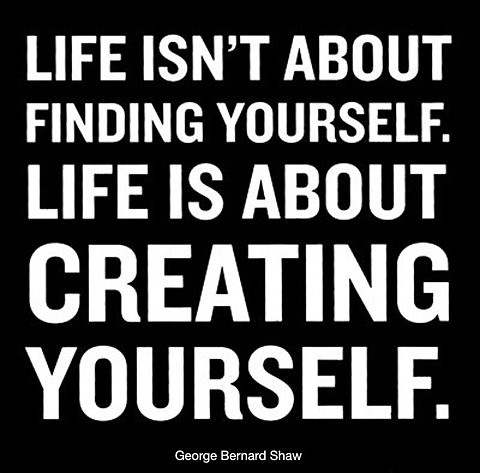 LIFE ISN'T ABOUT
FINDING YOURSELF.
LIFE IS ABOUT
CREATING
YOURSELF.
George Bernard Shaw